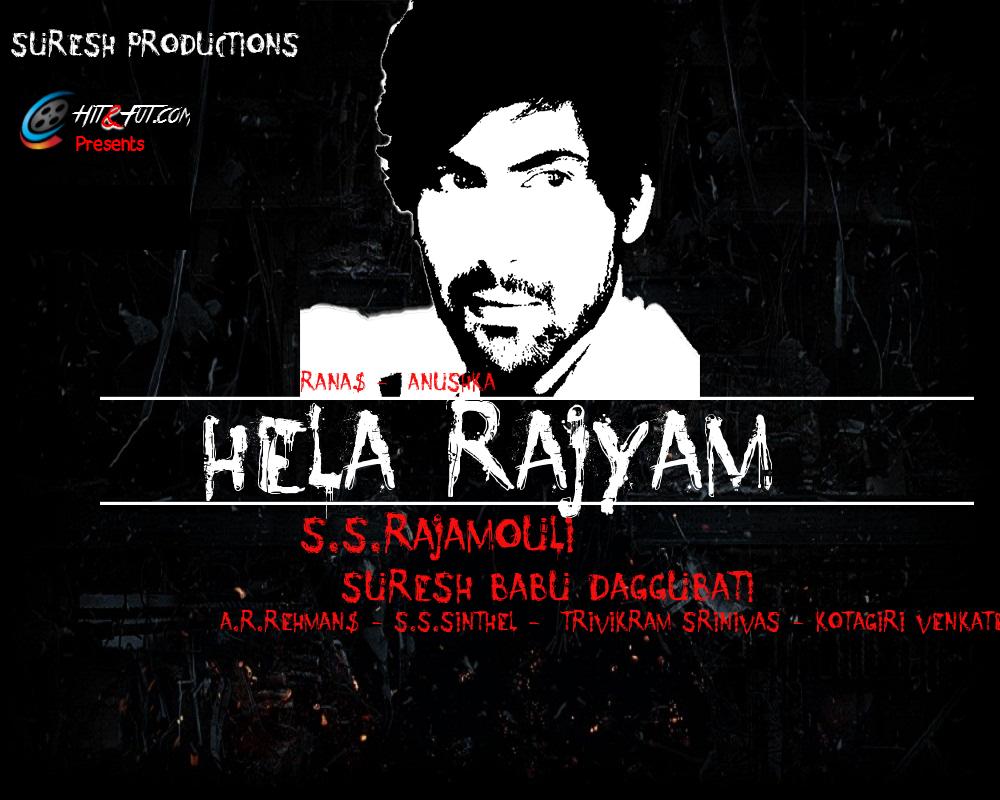 SURESH PRODUCTIONS
HIT&FUT.COM
Presents
RANA$ - ANUSHKA
HELA RAJYAM
S.S.RAJAMOULI
SURESH BABU DAGGUBATI
A.R.REHMAN$ - S.S.SINTHEL - TRIVIKRAM SRINIVAS - KOTAGIRI